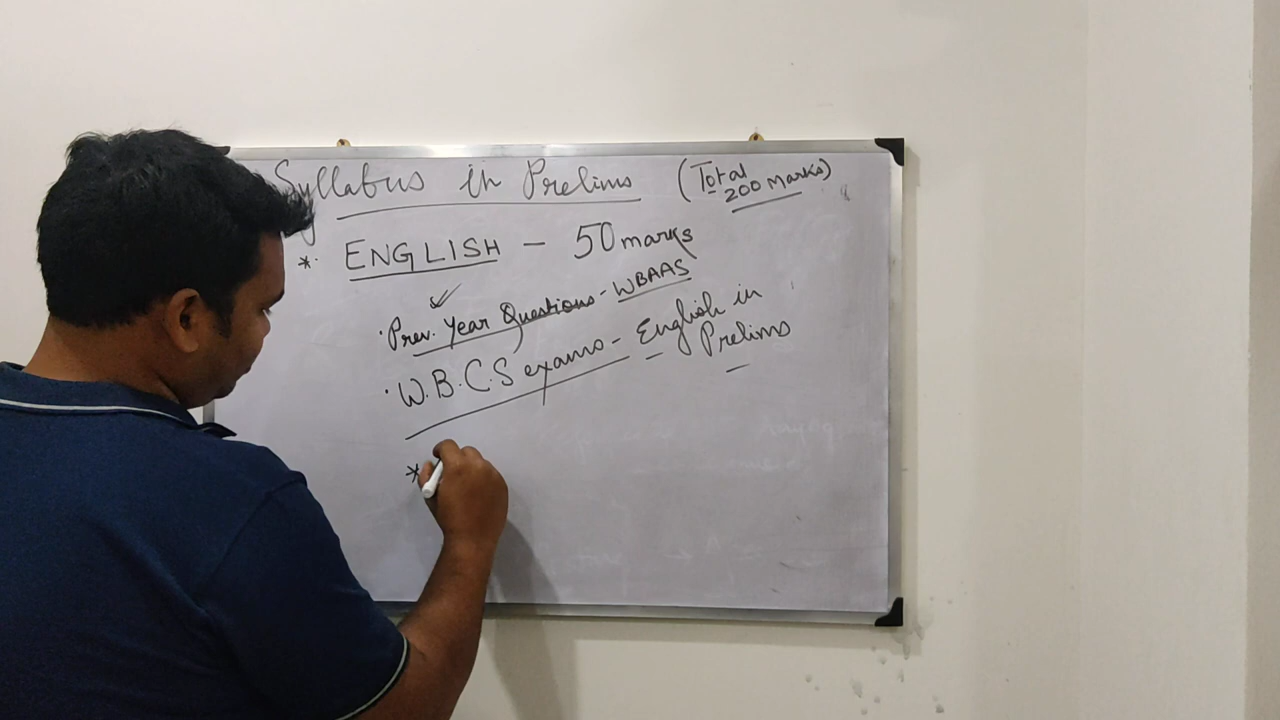 Syllabus in Prelims (Total 200 marks)
* ENGLISH - 50 marks
· Prev. Year Questions - WBAAS
· W.B.C.S exams - English in Prelims
*